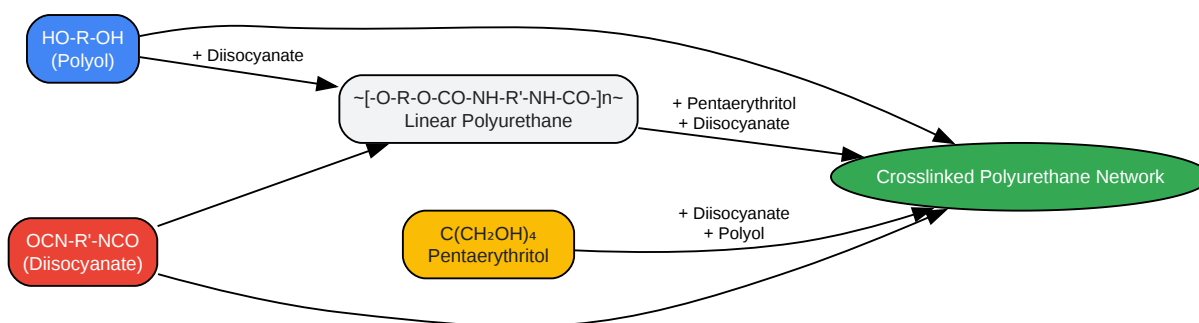 HO-R-OH
(Polyol)
+ Diisocyanate
~[-O-R-O-CO-NH-R'-NH-CO-]n~
Linear Polyurethane
+ Pentaerythritol
+ Diisocyanate
Crosslinked Polyurethane Network
OCN-R'-NCO
(Diisocyanate)
C(CH₂OH)₄
Pentaerythritol
+ Diisocyanate
+ Polyol